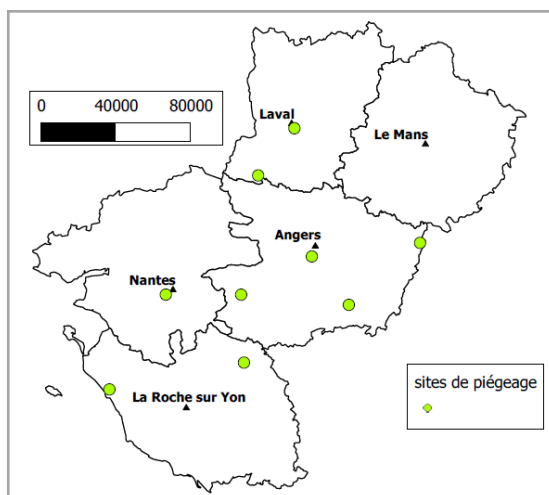 0 40000 80000
Laval
Le Mans
Angers
Nantes
La Roche sur Yon
sites de piégeage